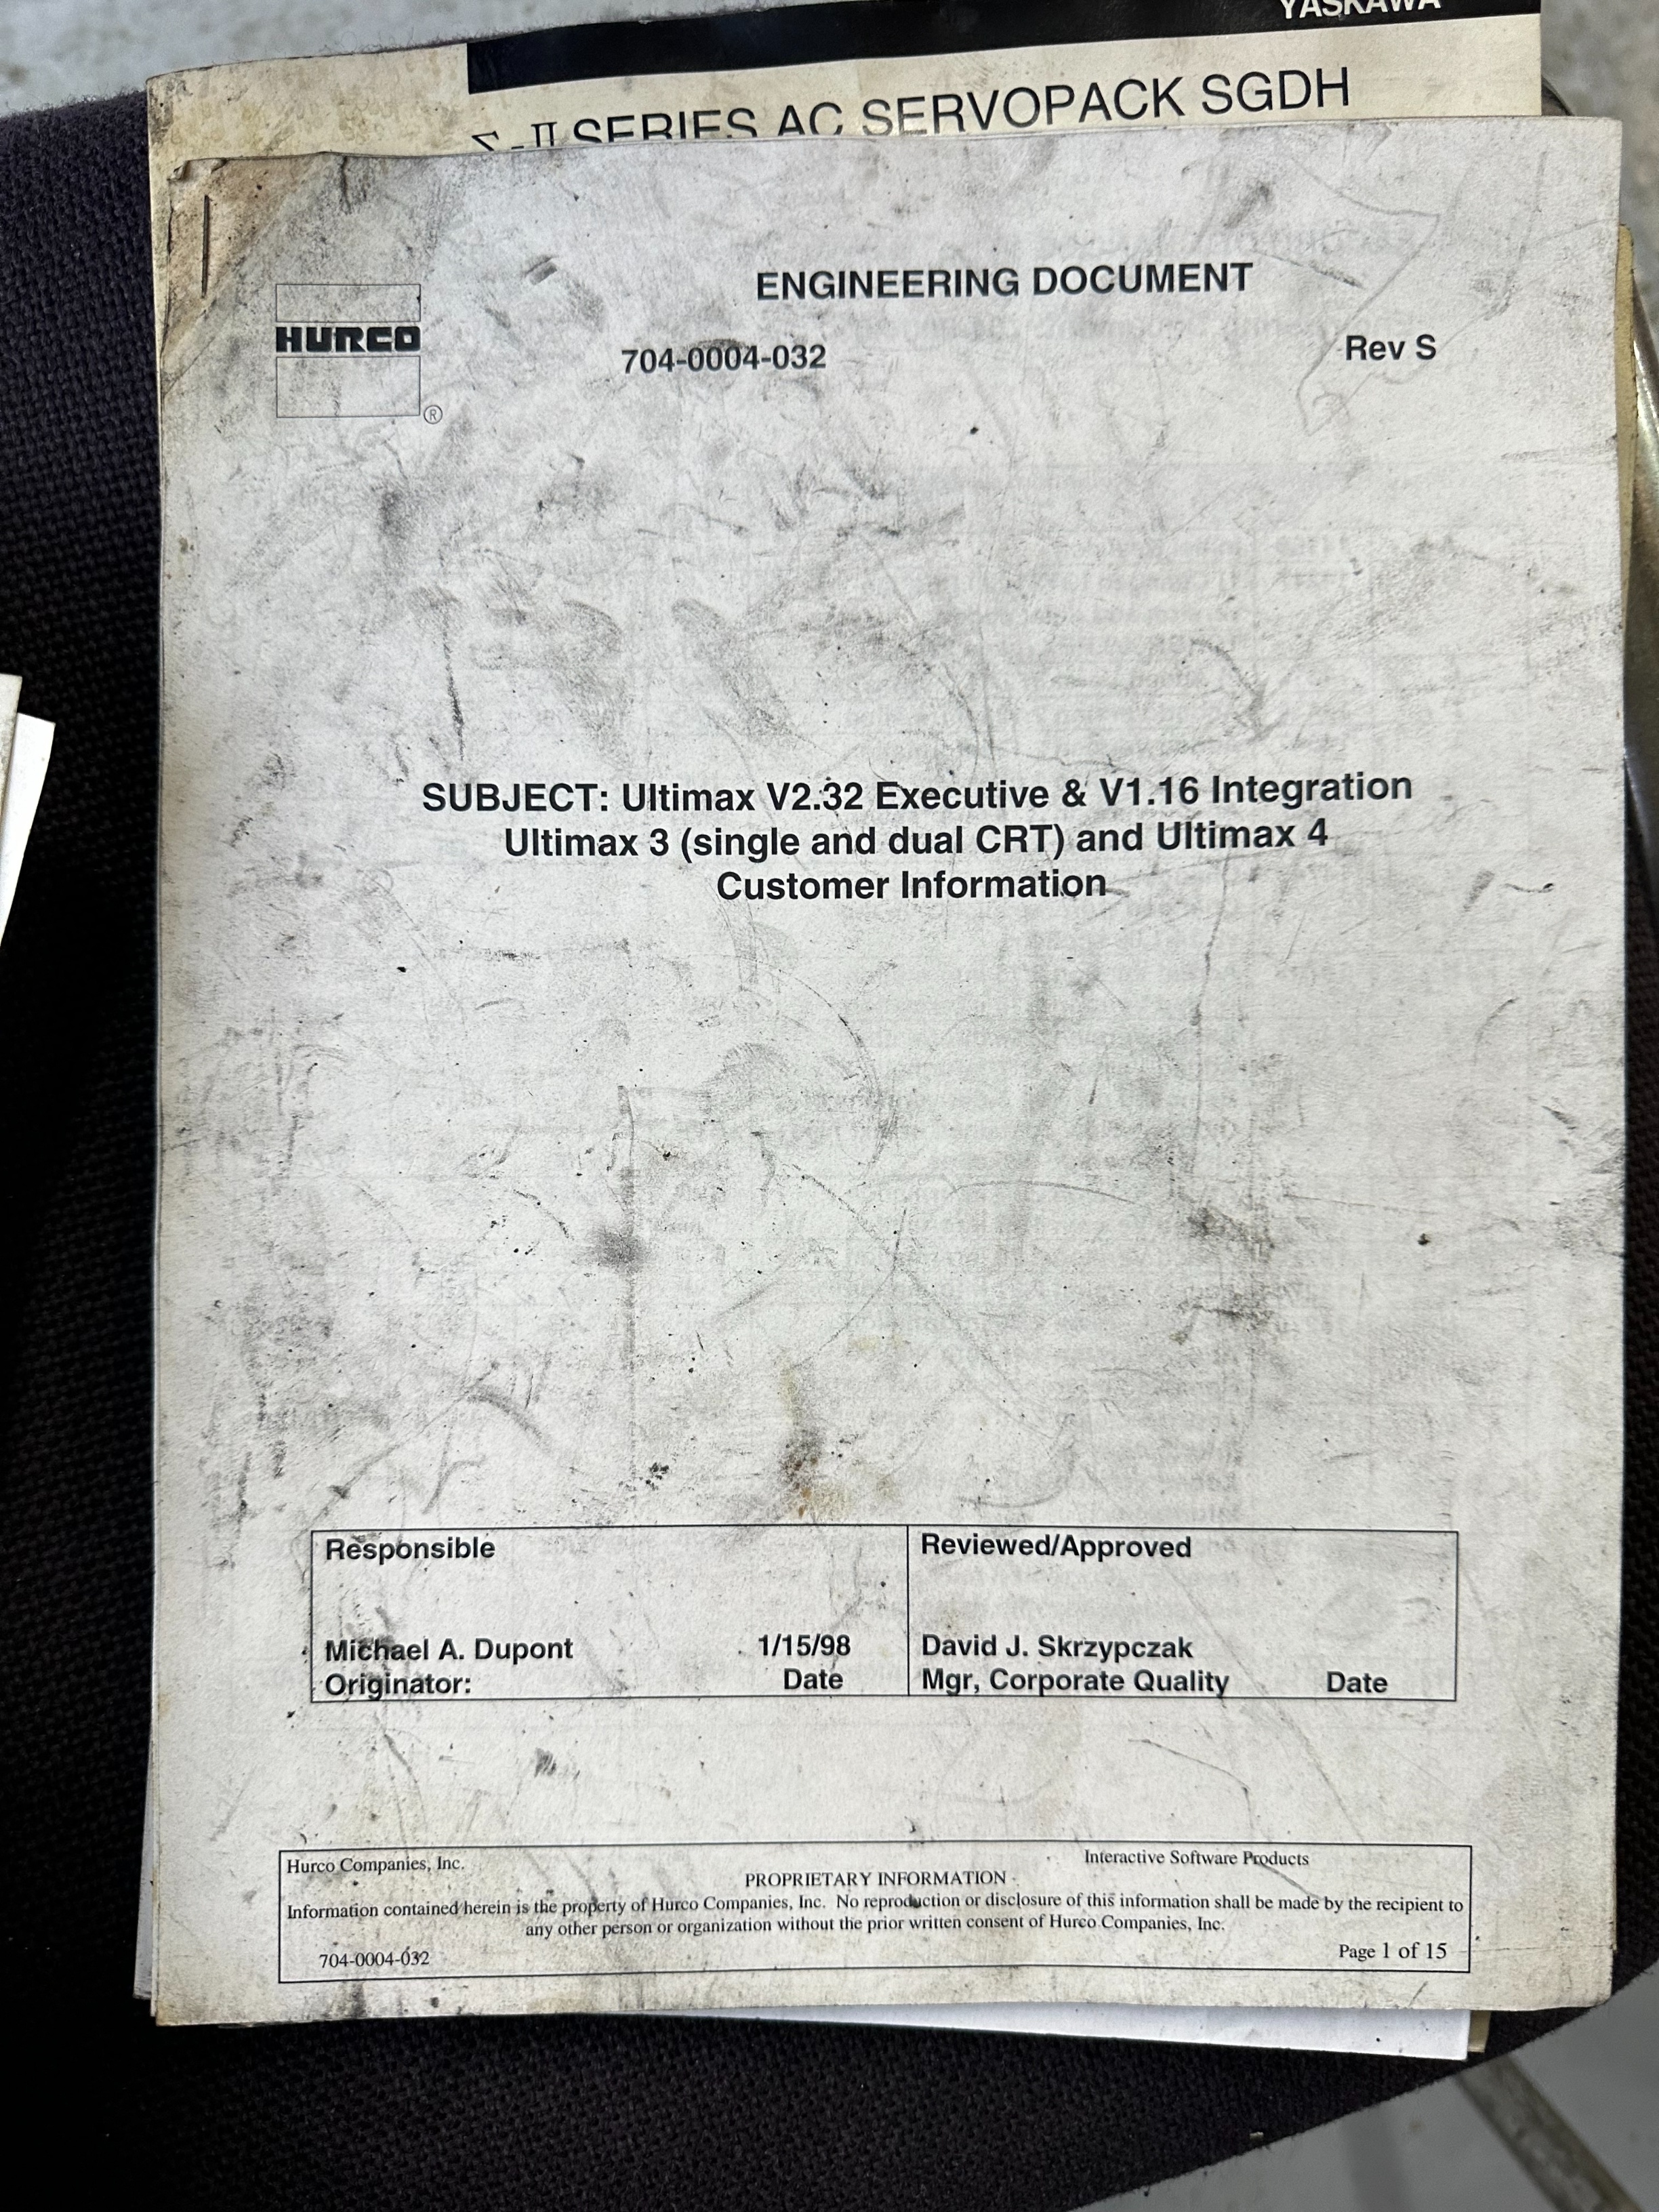 YASKAWA
Σ-II SERIES AC SERVOPACK SGDH
ENGINEERING DOCUMENT
HURCO
®
704-0004-032
Rev S
SUBJECT: Ultimax V2.32 Executive & V1.16 Integration
Ultimax 3 (single and dual CRT) and Ultimax 4
Customer Information
Responsible
Michael A. Dupont 1/15/98
Originator: Date
Reviewed/Approved
David J. Skrzypczak
Mgr, Corporate Quality Date
Hurco Companies, Inc. Interactive Software Products
PROPRIETARY INFORMATION
Information contained herein is the property of Hurco Companies, Inc. No reproduction or disclosure of this information shall be made by the recipient to
any other person or organization without the prior written consent of Hurco Companies, Inc.
704-0004-032 Page 1 of 15